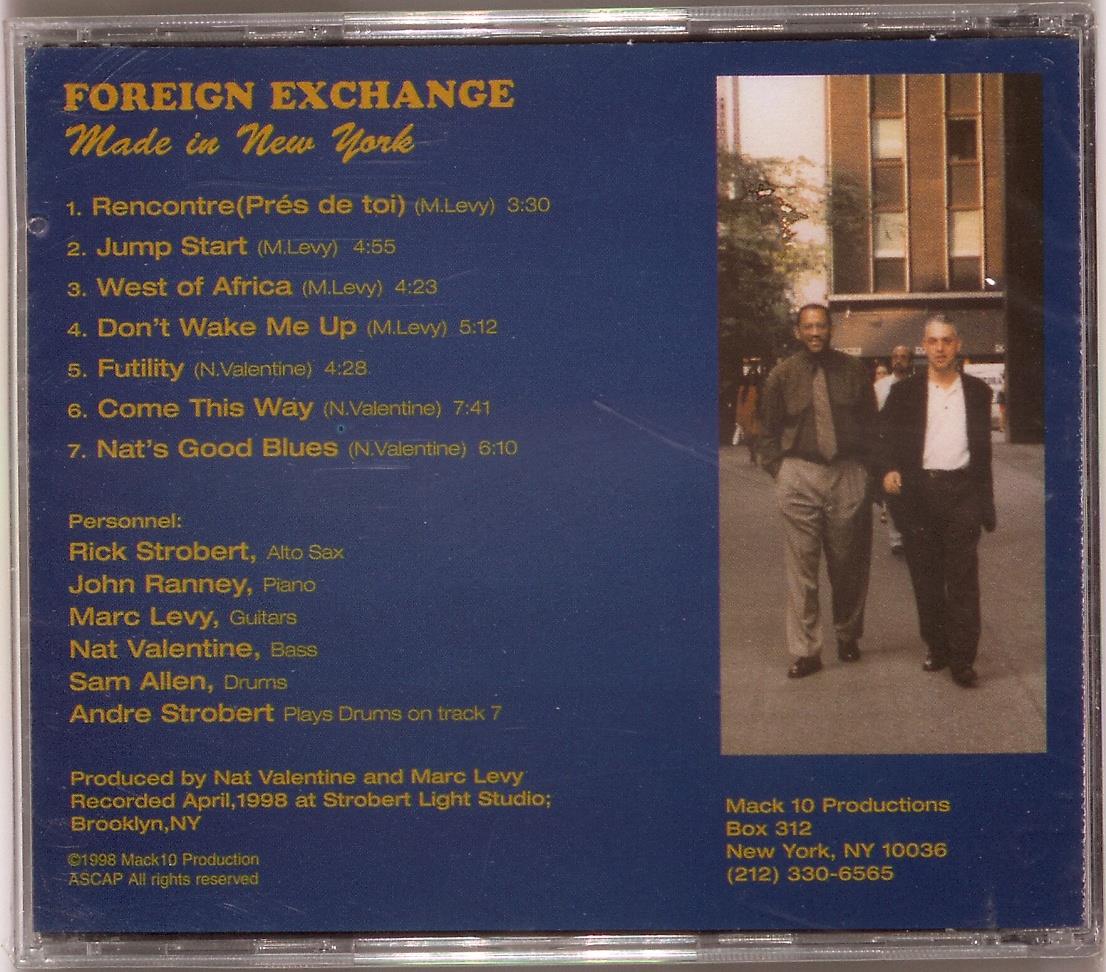 FOREIGN EXCHANGE
Made in New York
1. Rencontre(Prés de toi) (M.Levy) 3:30
2. Jump Start (M.Levy) 4:55
3. West of Africa (M.Levy) 4:23
4. Don't Wake Me Up (M.Levy) 5:12
5. Futility (N.Valentine) 4:28
6. Come This Way (N.Valentine) 7:41
7. Nat's Good Blues (N.Valentine) 6:10
Personnel:
Rick Strobert, Alto Sax
John Ranney, Piano
Marc Levy, Guitars
Nat Valentine, Bass
Sam Allen, Drums
Andre Strobert Plays Drums on track 7
Produced by Nat Valentine and Marc Levy
Recorded April,1998 at Strobert Light Studio;
Brooklyn,NY
©1998 Mack10 Production
ASCAP All rights reserved
Mack 10 Productions
Box 312
New York, NY 10036
(212) 330-6565